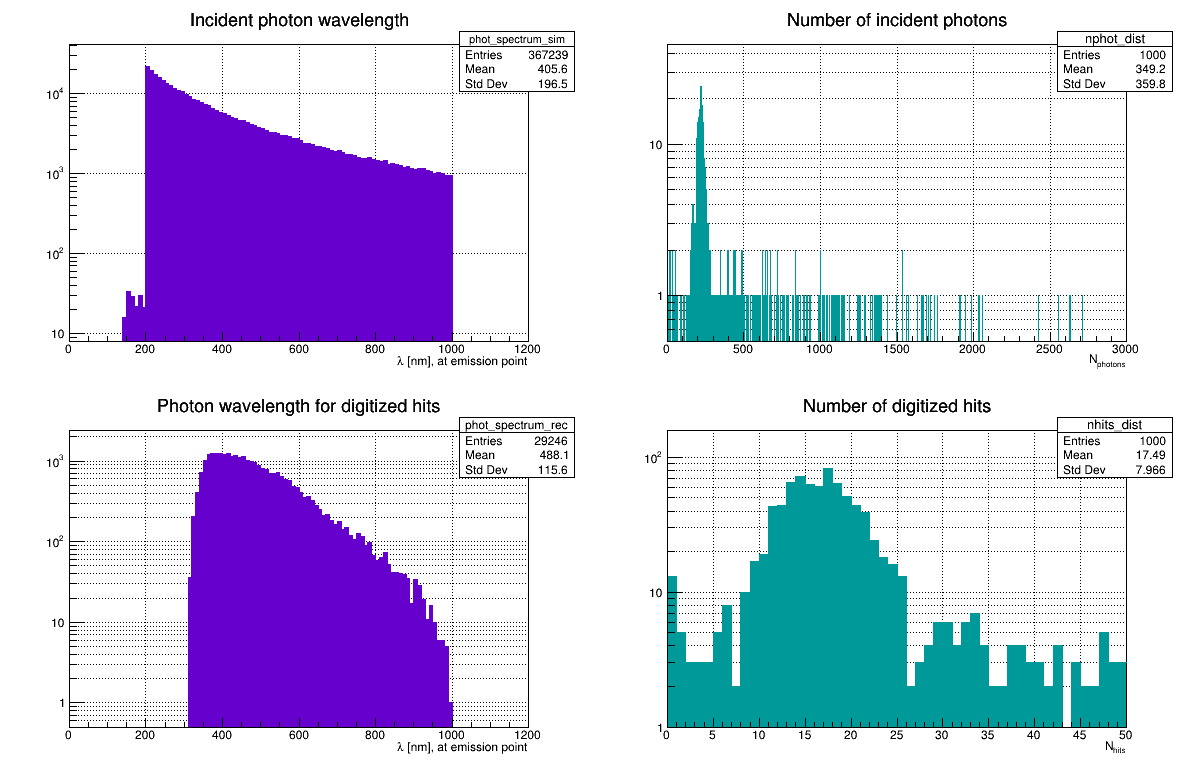 Incident photon wavelength
phot_spectrum_sim
Entries 367239
Mean 405.6
Std Dev 196.5
10⁴
10³
10²
10
0 200 400 600 800 1000 1200
λ [nm], at emission point
Number of incident photons
nphot_dist
Entries 1000
Mean 349.2
Std Dev 359.8
10
1
0 500 1000 1500 2000 2500 3000
Nphotons
Photon wavelength for digitized hits
phot_spectrum_rec
Entries 29246
Mean 488.1
Std Dev 115.6
10³
10²
10
1
0 200 400 600 800 1000 1200
λ [nm], at emission point
Number of digitized hits
nhits_dist
Entries 1000
Mean 17.49
Std Dev 7.966
10²
10
1
0 5 10 15 20 25 30 35 40 45 50
Nhits